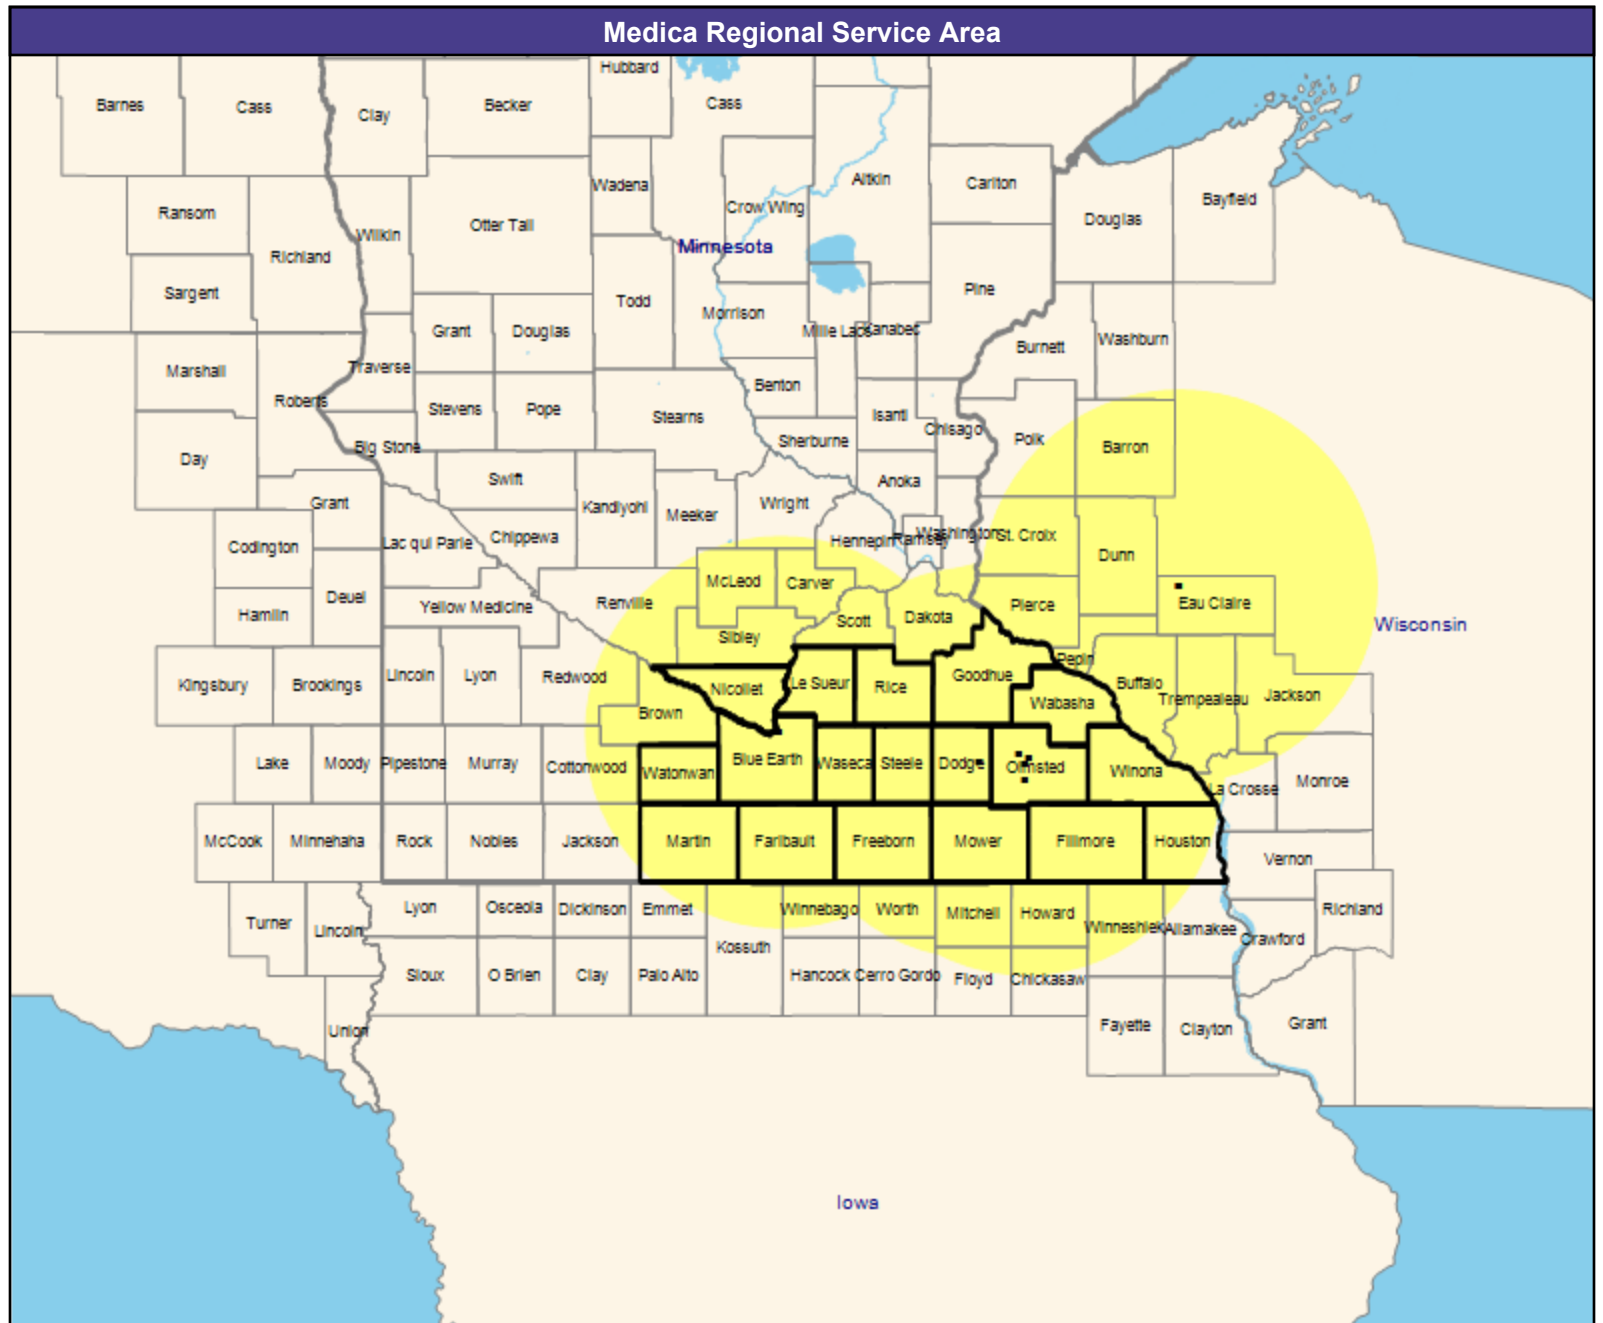 Medica Regional Service Area
Hubbard
Barnes Cass Clay Becker Cass
Wadena Aitkin Carlton
Ransom Crow Wing Bayfield
Wilkin Otter Tail Douglas
Richland Minnesota
Sargent Todd Pine
Morrison
Grant Douglas Mille Lacs Kanabec Washburn
Marshall Traverse Burnett
Roberts Benton
Stevens Pope Stearns Isanti Chisago
Day Big Stone Sherburne Polk Barron
Swift Anoka
Grant Kandiyohi Meeker Wright
Codington Lac qui Parle Chippewa Hennepin Ramsey Washington St. Croix
Dunn
Deuel McLeod Carver
Hamlin Yellow Medicine Renville Scott Dakota Pierce Eau Claire
Sibley Wisconsin
Pepin
Kingsbury Brookings Lincoln Lyon Redwood Nicollet Le Sueur Rice Goodhue Buffalo
Brown Wabasha Trempealeau Jackson
Lake Moody Pipestone Murray Cottonwood Watonwan Blue Earth Waseca Steele Dodge Olmsted Winona
La Crosse Monroe
McCook Minnehaha Rock Nobles Jackson Martin Faribault Freeborn Mower Fillmore Houston
Vernon
Turner Lincoln Lyon Osceola Dickinson Emmet Winnebago Worth Mitchell Howard Winneshiek Allamakee Crawford Richland
Kossuth
Sioux O Brien Clay Palo Alto Hancock Cerro Gordo Floyd Chickasaw
Union Fayette Clayton Grant
Iowa